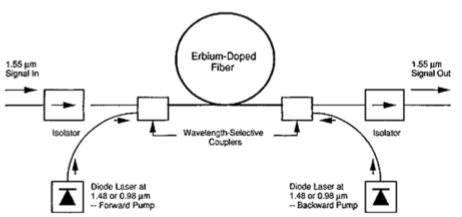 Erbium-Doped
Fiber
1.55 µm
Signal In
1.55 µm
Signal Out
Isolator
Wavelength-Selective
Couplers
Isolator
Diode Laser at
1.48 or 0.98 µm
-- Forward Pump
Diode Laser at
1.48 or 0.98 µm
-- Backward Pump